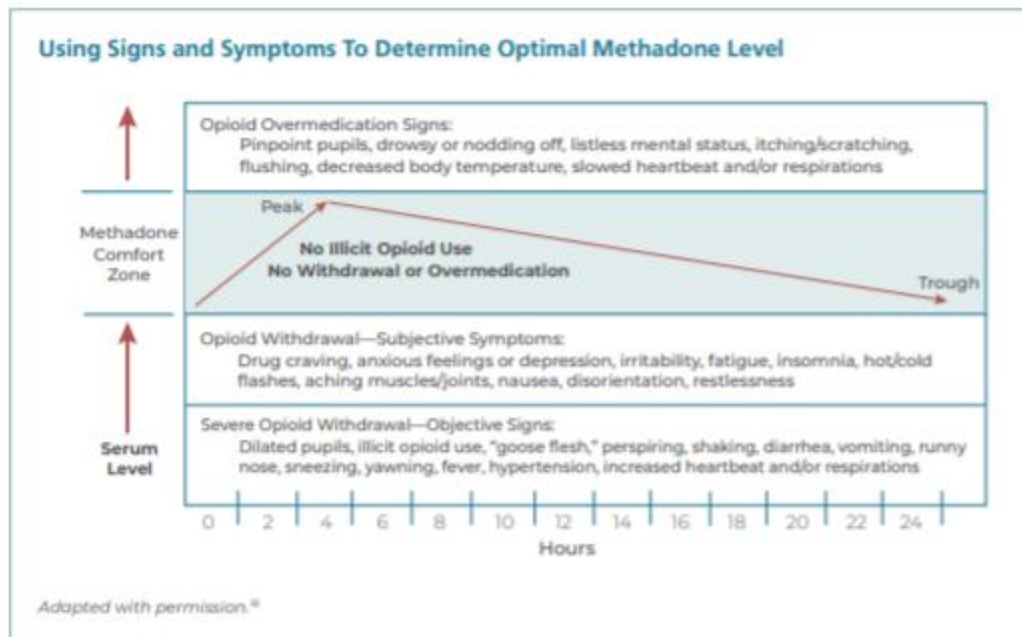 Using Signs and Symptoms To Determine Optimal Methadone Level
Opioid Overmedication Signs:
Pinpoint pupils, drowsy or nodding off, listless mental status, itching/scratching,
flushing, decreased body temperature, slowed heartbeat and/or respirations
Methadone
Comfort
Zone
Peak
No Illicit Opioid Use
No Withdrawal or Overmedication
Trough
Opioid Withdrawal—Subjective Symptoms:
Drug craving, anxious feelings or depression, irritability, fatigue, insomnia, hot/cold
flashes, aching muscles/joints, nausea, disorientation, restlessness
Severe Opioid Withdrawal—Objective Signs:
Dilated pupils, illicit opioid use, “goose flesh,” perspiring, shaking, diarrhea, vomiting, runny
nose, sneezing, yawning, fever, hypertension, increased heartbeat and/or respirations
Serum
Level
0 2 4 6 8 10 12 14 16 18 20 22 24
Hours
Adapted with permission.